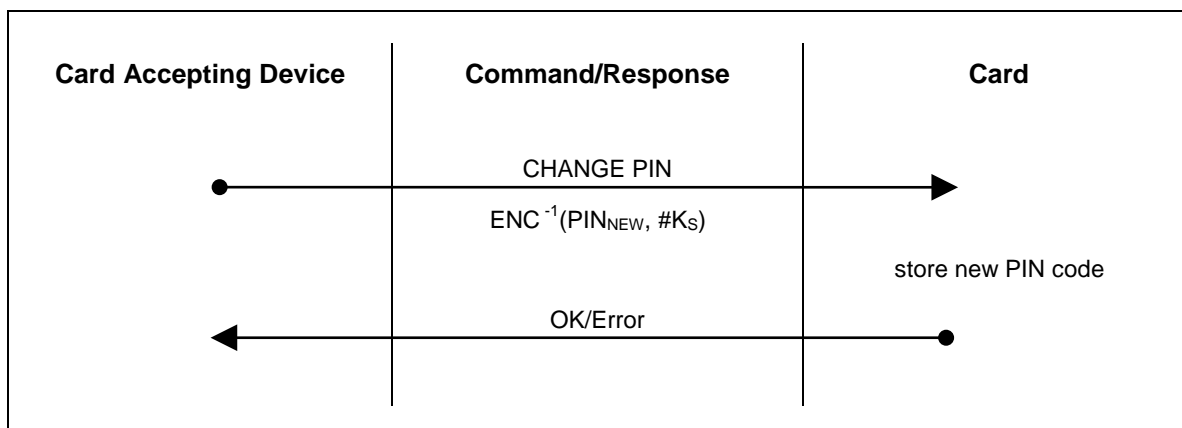 Card Accepting Device Command/Response Card
CHANGE PIN
ENC ⁻¹(PIN_NEW, #K_S)
store new PIN code
OK/Error